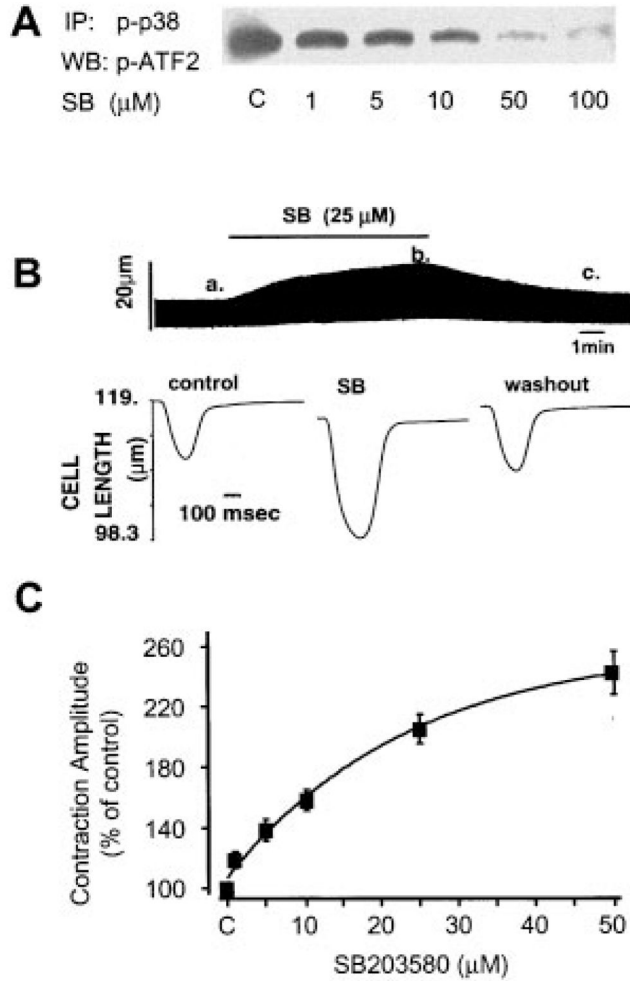 A
IP: p-p38
WB: p-ATF2
SB (μM) C 1 5 10 50 100
SB (25 μM)
B
20μm
a.
b.
c.
1min
control SB washout
119.
CELL LENGTH (μm)
98.3
100 msec
C
Contraction Amplitude
(% of control)
260
220
180
140
100
C 10 20 30 40 50
SB203580 (μM)